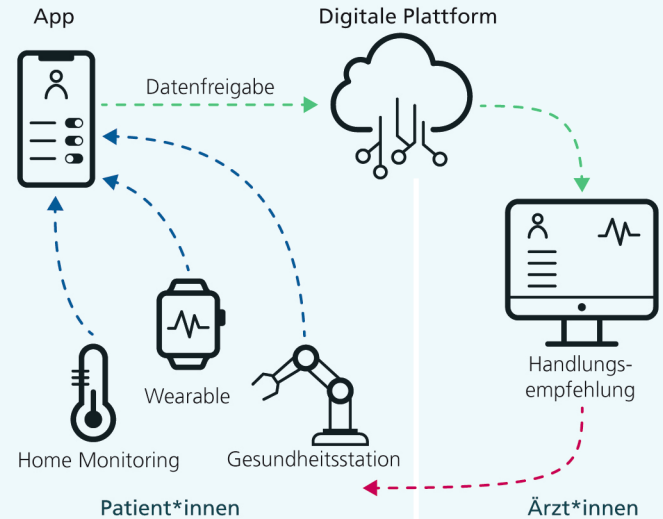 App
Digitale Plattform
Datenfreigabe
Wearable
Handlungs-
empfehlung
Home Monitoring
Gesundheitsstation
Patient*innen
Ärzt*innen